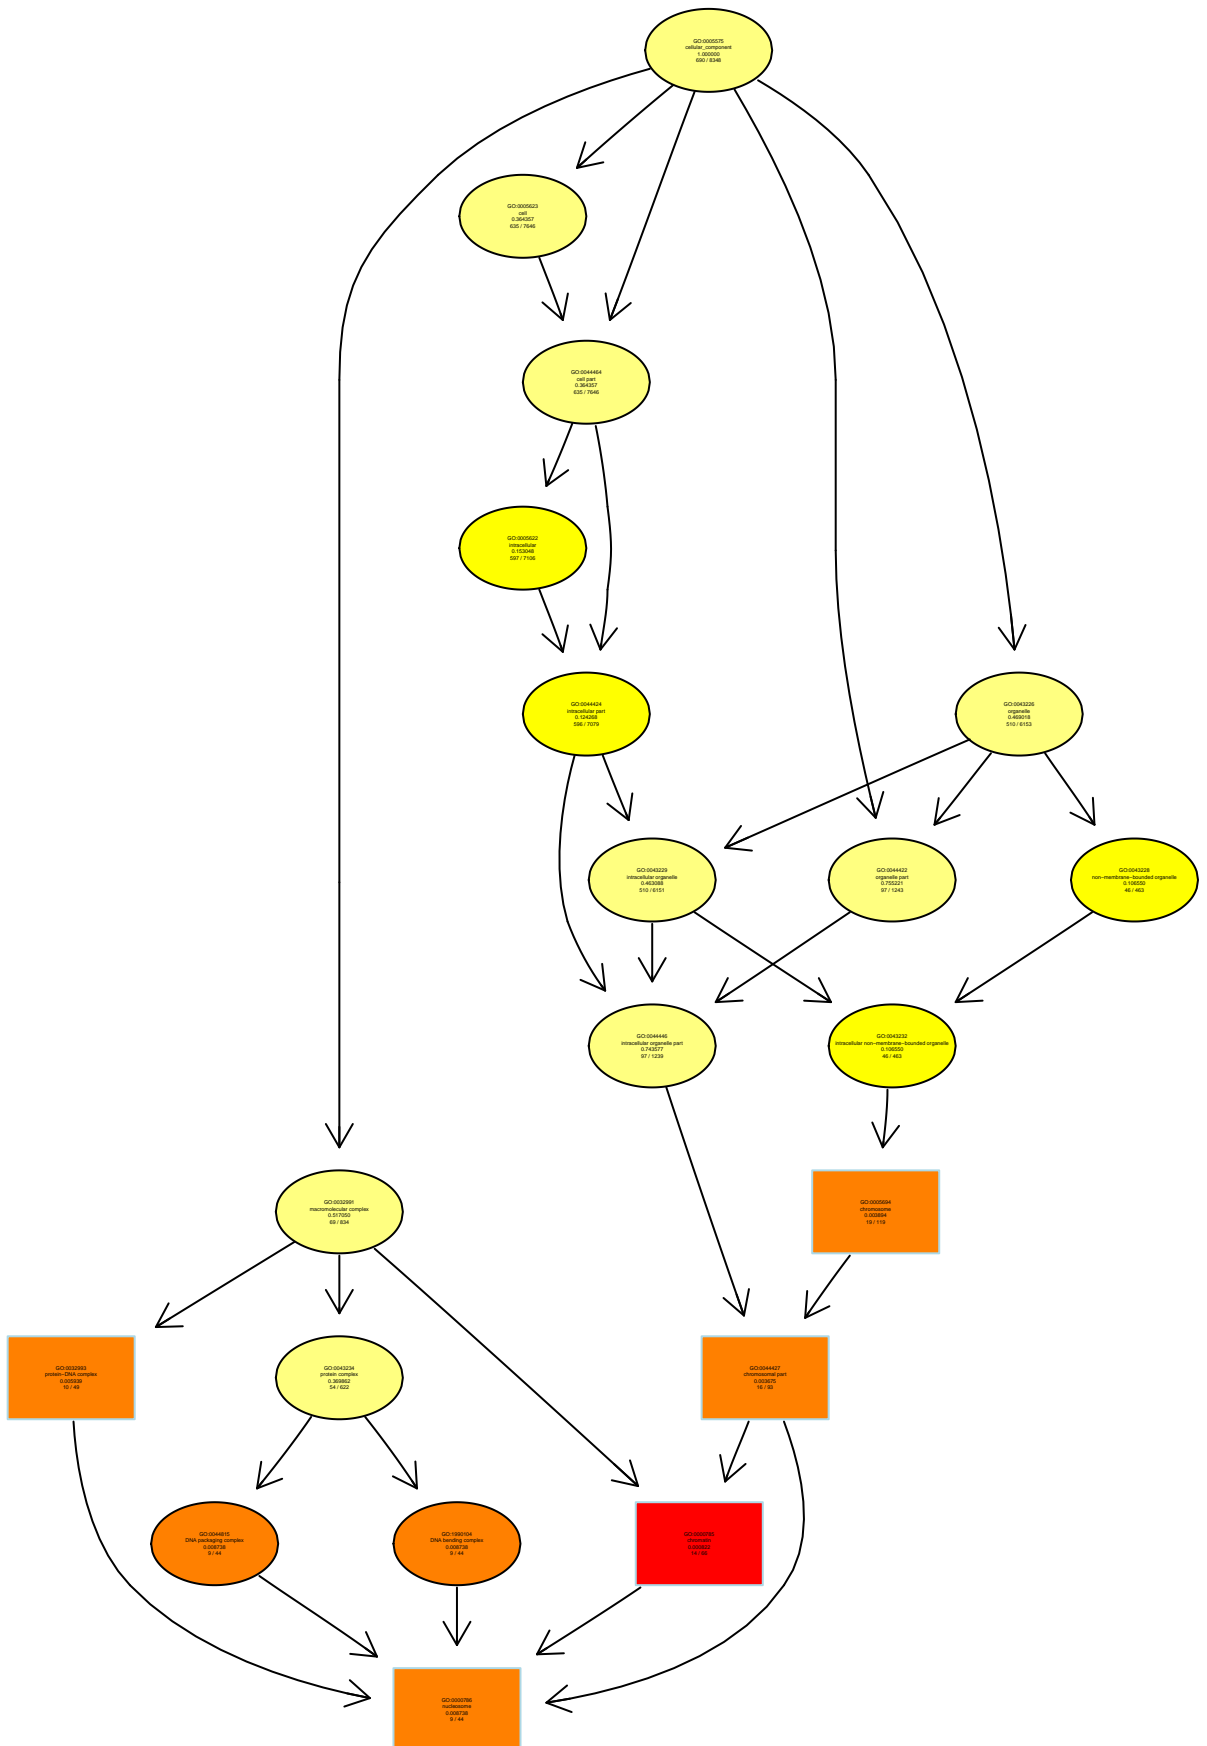 GO:0005575
cellular_component
1.000000
690 / 8348
GO:0005623
cell
0.364357
635 / 7646
GO:0044464
cell part
0.364357
635 / 7646
GO:0005622
intracellular
0.153048
597 / 7106
GO:0044424
intracellular part
0.124268
596 / 7079
GO:0043226
organelle
0.469018
510 / 6153
GO:0043229
intracellular organelle
0.463088
510 / 6151
GO:0044422
organelle part
0.755221
97 / 1243
GO:0043228
non-membrane-bounded organelle
0.106550
46 / 463
GO:0044446
intracellular organelle part
0.743577
97 / 1239
GO:0043232
intracellular non-membrane-bounded organelle
0.106550
46 / 463
GO:0032991
macromolecular complex
0.517050
69 / 834
GO:0005694
chromosome
0.003894
19 / 119
GO:0032993
protein-DNA complex
10 / 49
GO:0043234
protein complex
0.369862
54 / 622
GO:0044427
chromosomal part
0.003675
16 /
GO:0044815
DNA packaging complex
0.008738
9 / 44
GO:1990104
DNA bending complex
0.008738
9 / 44
GO:0000785
chromatin
GO:0000786
nucleosome
0.008738
9 / 44